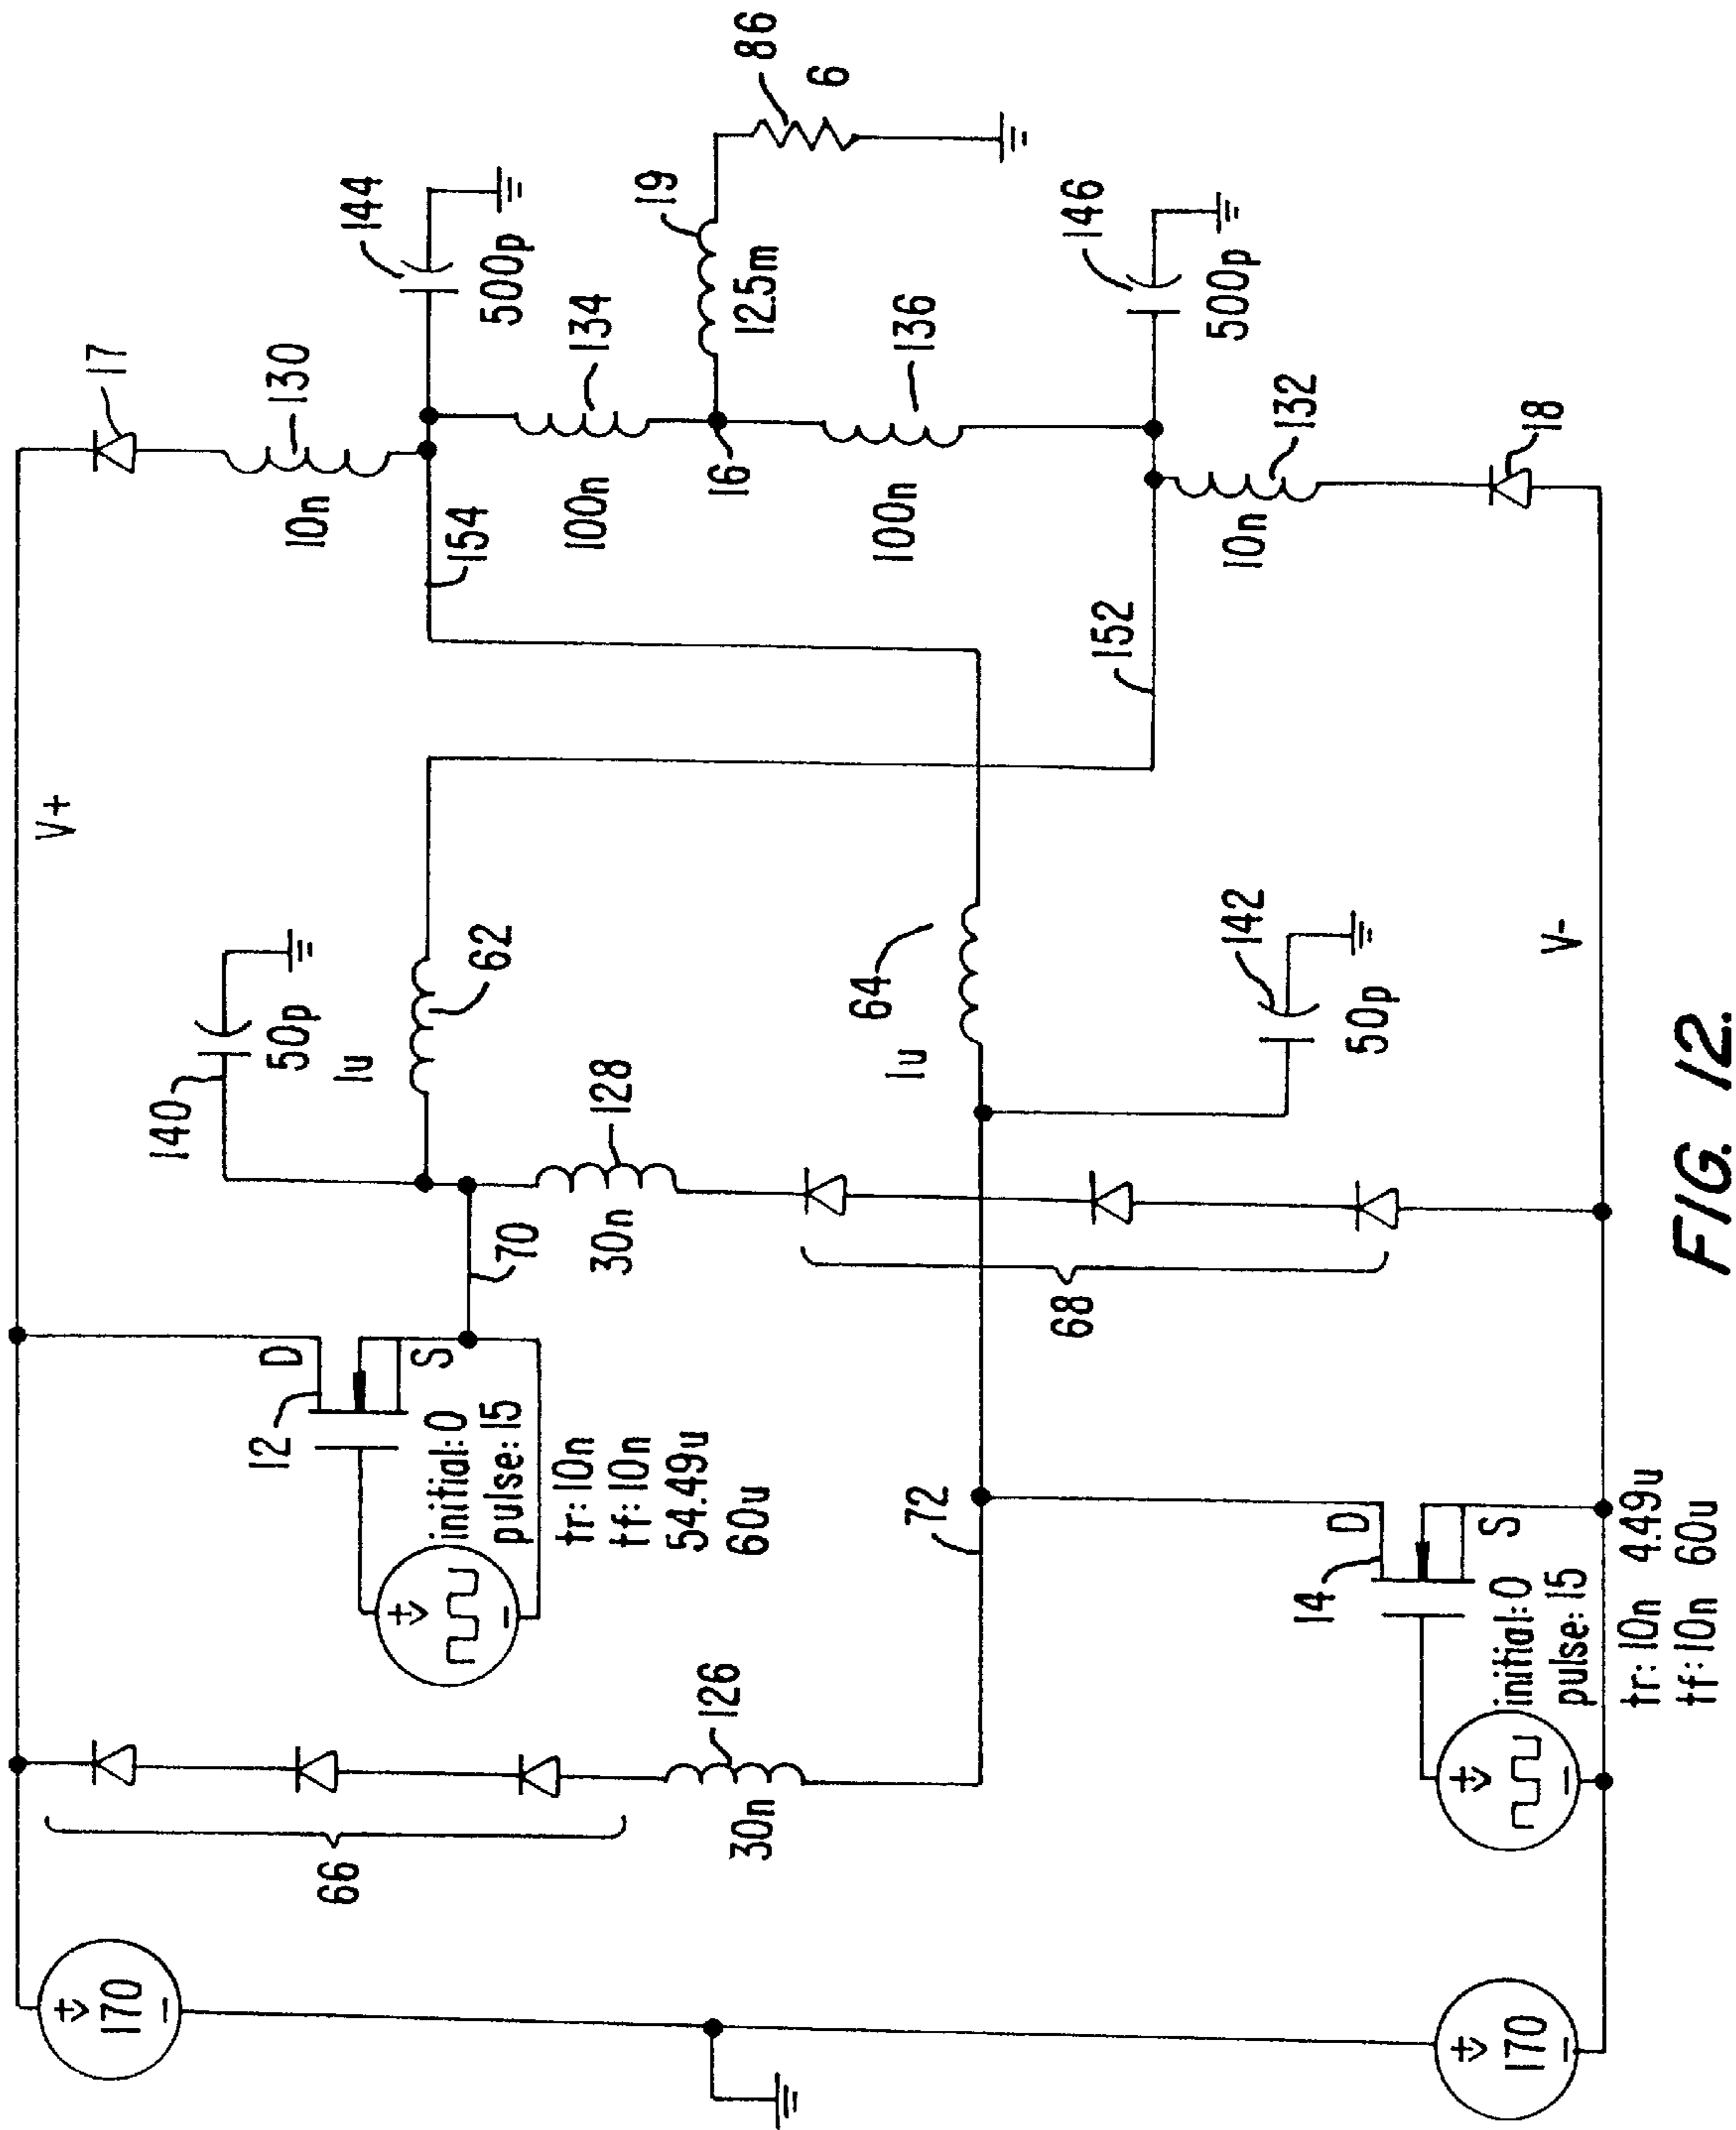 V+
17
130
10n
144
500p
154
134
100n
19
12.5m
86
6
16
136
100n
146
500p
152
132
10n
18
140
50p
62
1u
70
128
30n
64
1u
142
50p
68
V-
12
D
S
initial:0
pulse:15
tr:10n
tf:10n
54.49u
60u
72
14
D
S
initial:0
pulse:15
tr:10n 4.49u
tf:10n 60u
66
126
30n
+
V
170
-
+
V
170
-
+
V
-
+
V
-
FIG. 12.